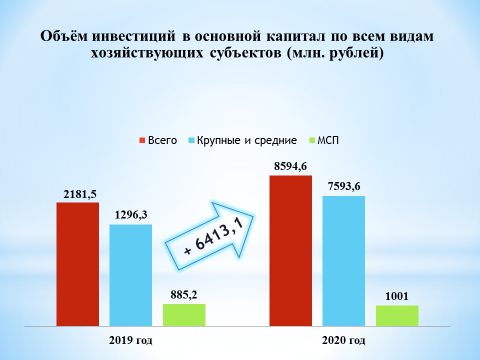 Объём инвестиций в основной капитал по всем видам
хозяйствующих субъектов (млн. рублей)
Всего Крупные и средние МСП
2181,5
1296,3
885,2
+ 6413,1
8594,6
7593,6
1001
2019 год
2020 год